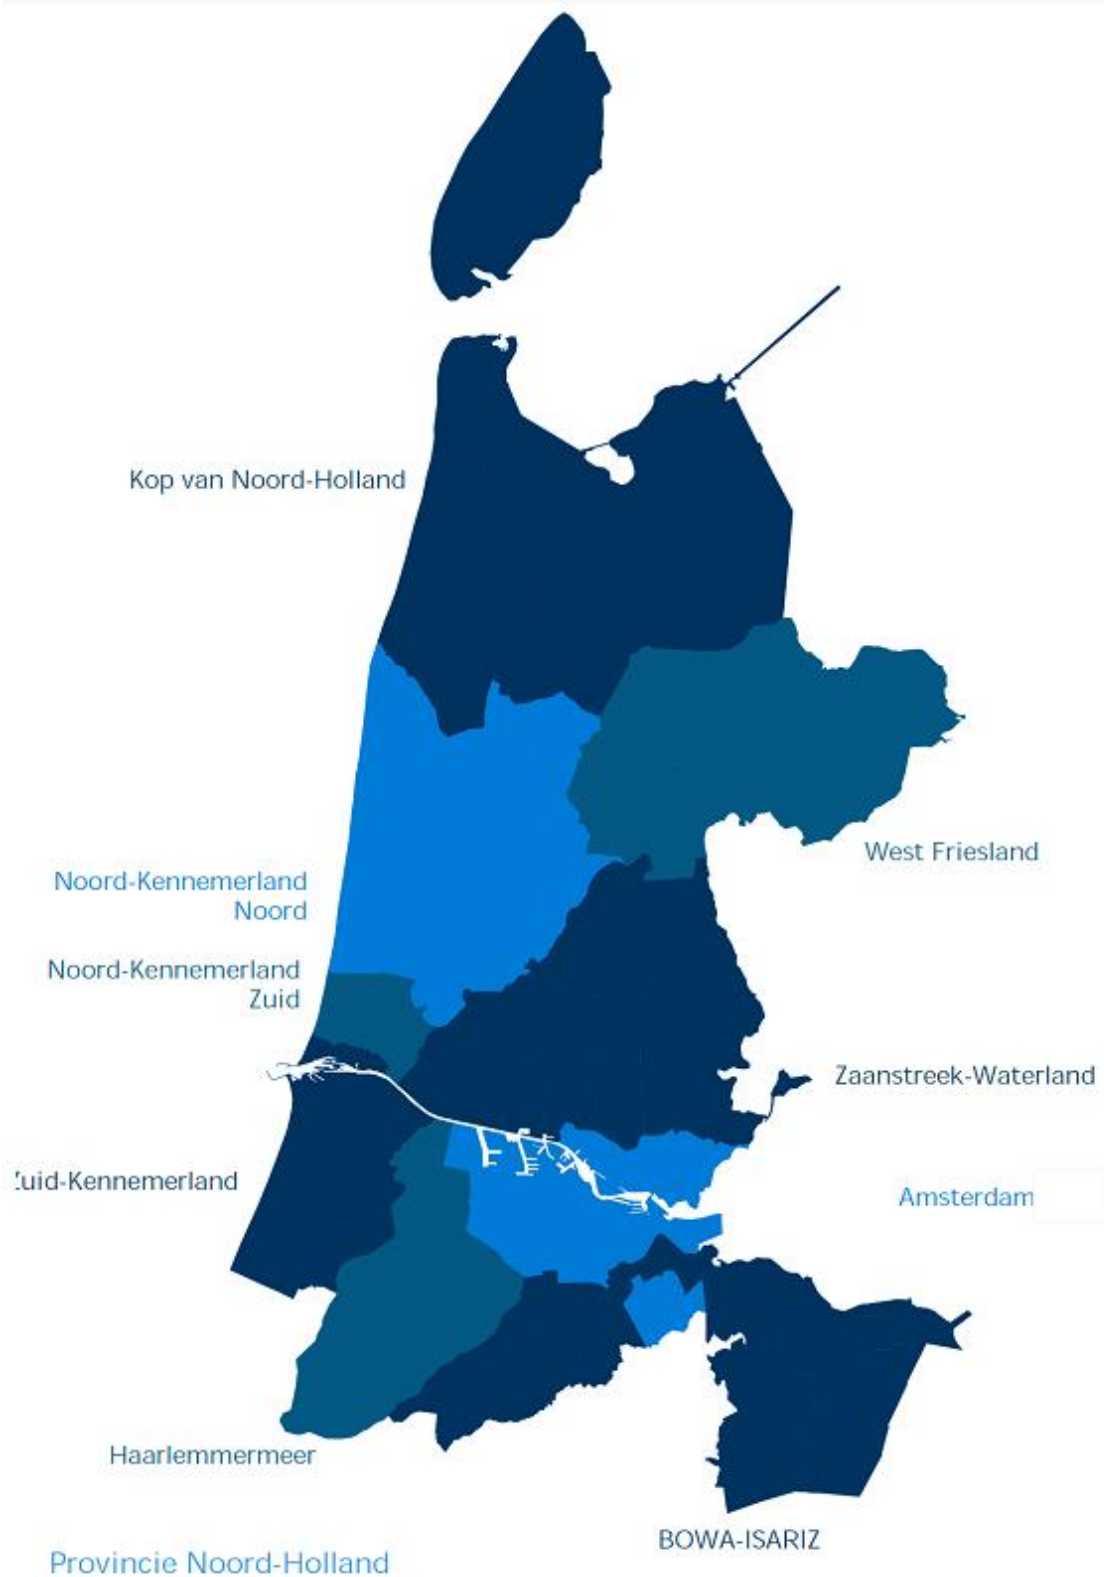 Kop van Noord-Holland
West Friesland
Noord-Kennemerland
Noord
Noord-Kennemerland
Zuid
Zaanstreek-Waterland
uid-Kennemerland
Amsterdam
Haarlemmermeer
BOWA-ISARIZ
Provincie Noord-Holland